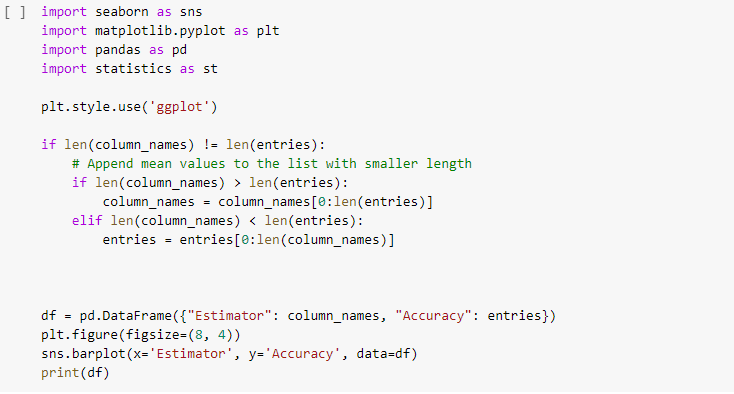 [ ] import seaborn as sns
import matplotlib.pyplot as plt
import pandas as pd
import statistics as st
plt.style.use('ggplot')
if len(column_names) != len(entries):
# Append mean values to the list with smaller length
if len(column_names) > len(entries):
column_names = column_names[0:len(entries)]
elif len(column_names) < len(entries):
entries = entries[0:len(column_names)]
df = pd.DataFrame({"Estimator": column_names, "Accuracy": entries})
plt.figure(figsize=(8, 4))
sns.barplot(x='Estimator', y='Accuracy', data=df)
print(df)